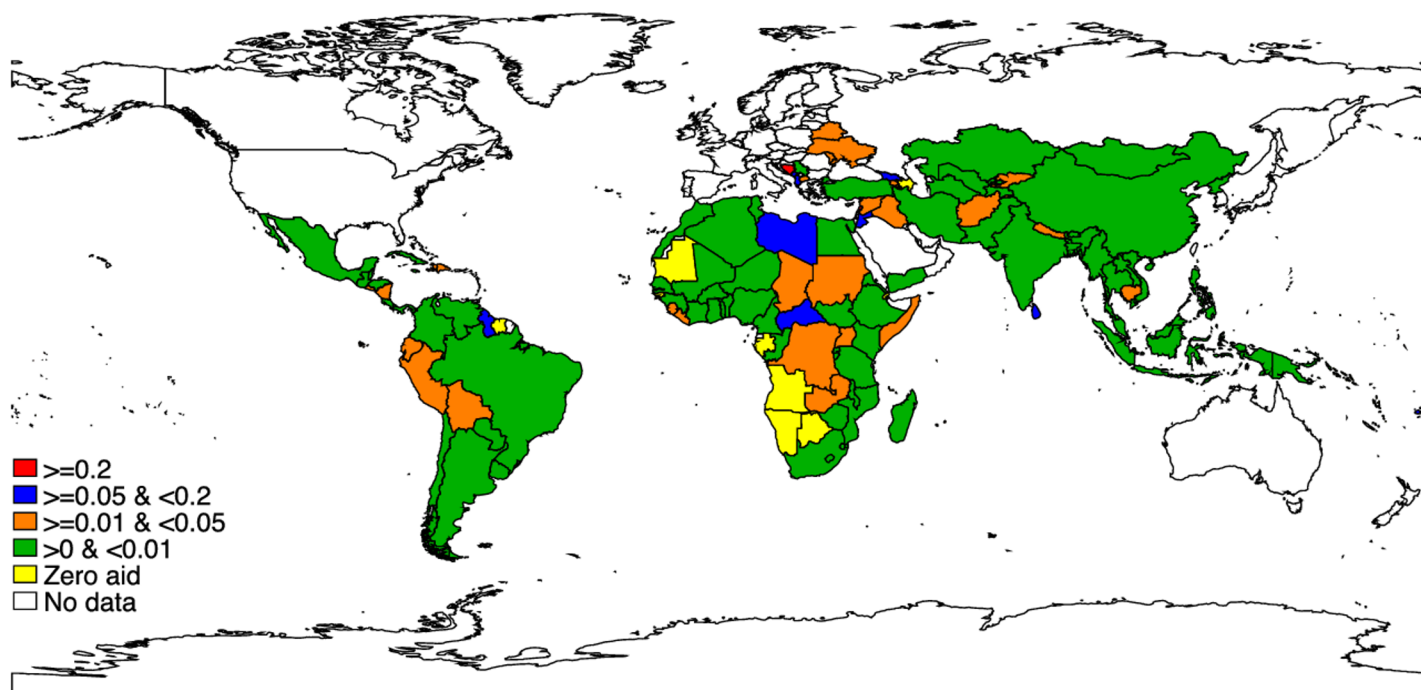 >=0.2
>=0.05 & <0.2
>=0.01 & <0.05
>0 & <0.01
Zero aid
No data